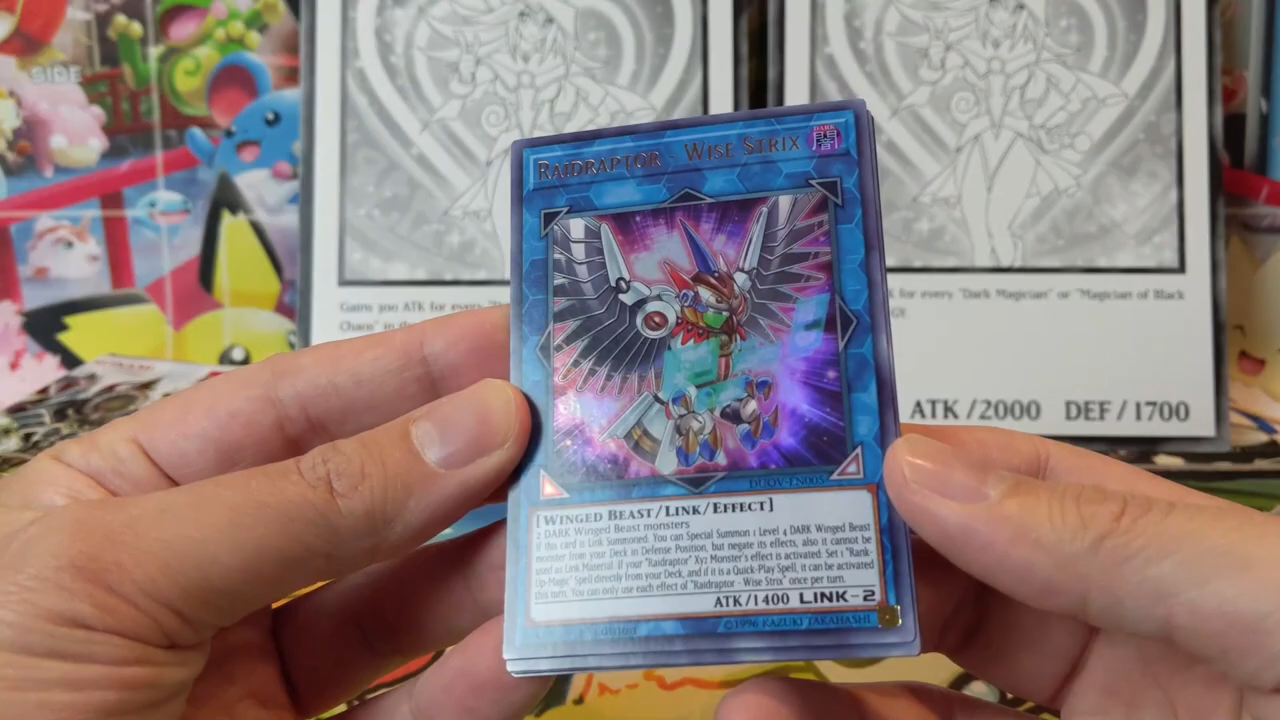 SIDE
RAIDRAPTOR - WISE STRIX
DARK
闇
DUOV-EN005
[WINGED BEAST/LINK/EFFECT]
2 DARK Winged Beast monsters
If this card is Link Summoned: You can Special Summon 1 Level 4 DARK Winged Beast
monster from your Deck in Defense Position, but negate its effects, also it cannot be
used as Link Material. If your "Raidraptor" Xyz Monster's effect is activated: Set 1 "Rank-
Up-Magic" Spell directly from your Deck, and if it is a Quick-Play Spell, it can be activated
this turn. You can only use each effect of "Raidraptor - Wise Strix" once per turn.
ATK/1400 LINK-2
©1996 KAZUKI TAKAHASHI
Gains 300 ATK for every
Chaos" in the
for every "Dark Magician" or "Magician of Black
ATK/2000 DEF/1700